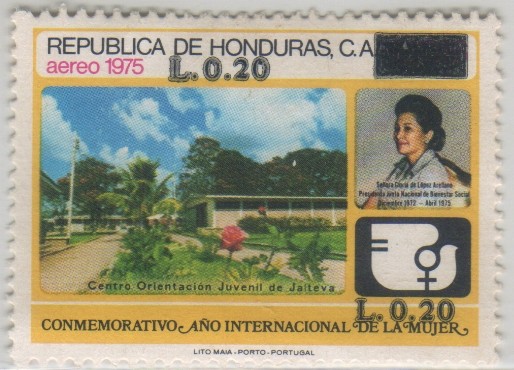 REPUBLICA DE HONDURAS, C.A.
aereo 1975
L.0.20
Señora Gloria de López Arellano
Presidenta Junta Nacional de Bienestar Social
Diciembre 1972 - Abril 1975
Centro Orientación Juvenil de Jalteva
L.0.20
CONMEMORATIVO AÑO INTERNACIONAL DE LA MUJER
LITO MAIA - PORTO - PORTUGAL